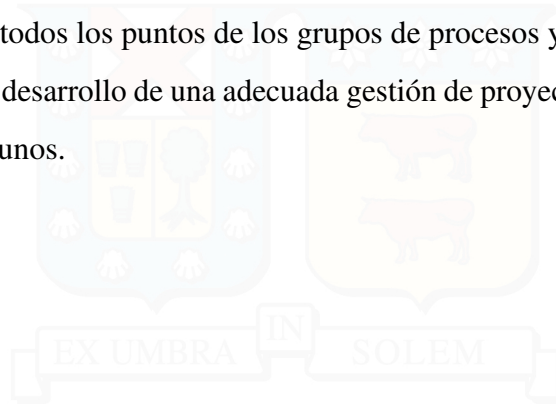 todos los puntos de los grupos de procesos y
desarrollo de una adecuada gestión de proyec
unos.
IN
EX UMBRA SOLEM